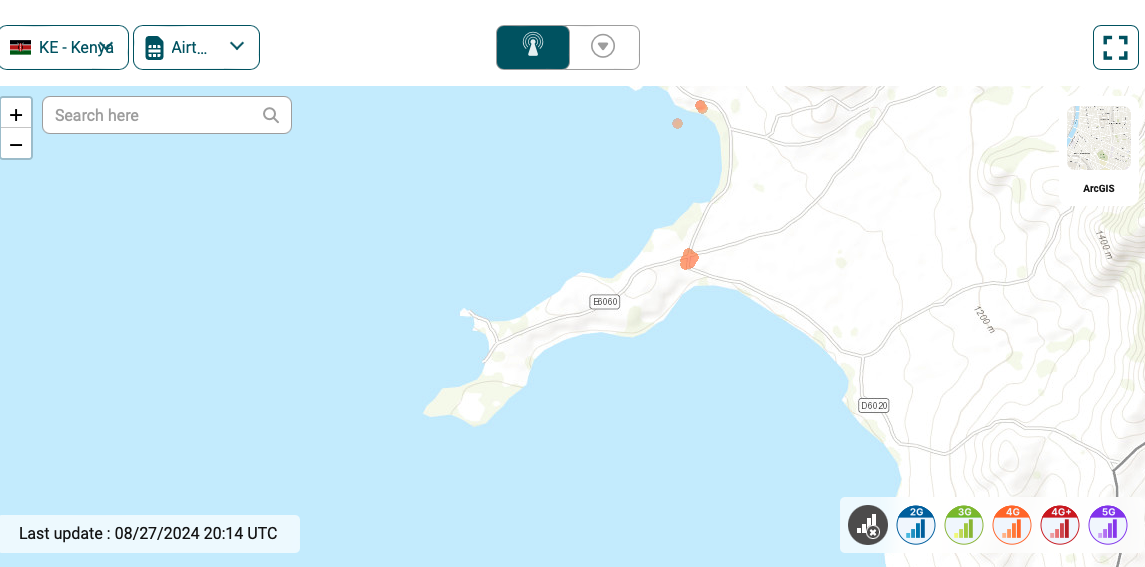 KE - Kenya
Airt...
+
Search here
−
ArcGIS
1400 m
E6060
1200 m
D6020
2G
3G
4G
4G+
5G
Last update : 08/27/2024 20:14 UTC